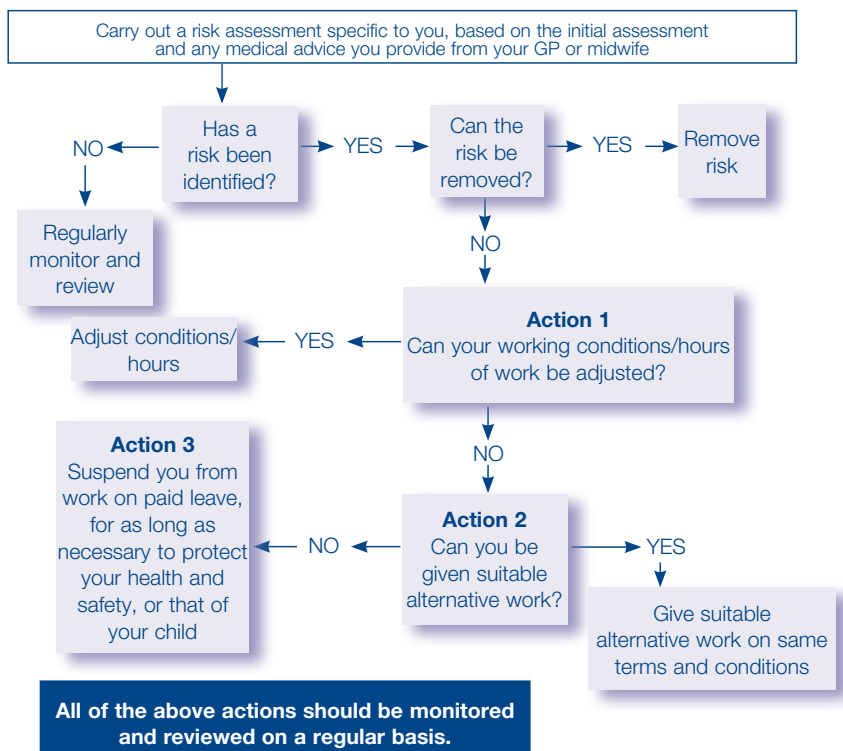 Carry out a risk assessment specific to you, based on the initial assessment
and any medical advice you provide from your GP or midwife
Has a
risk been
identified?
YES
Can the
risk be
removed?
YES
Remove
risk
NO
Regularly
monitor and
review
NO
Action 1
Can your working conditions/hours
of work be adjusted?
YES
Adjust conditions/
hours
NO
Action 2
Can you be
given suitable
alternative work?
NO
Action 3
Suspend you from
work on paid leave,
for as long as
necessary to protect
your health and
safety, or that of
your child
YES
Give suitable
alternative work on same
terms and conditions
All of the above actions should be monitored
and reviewed on a regular basis.